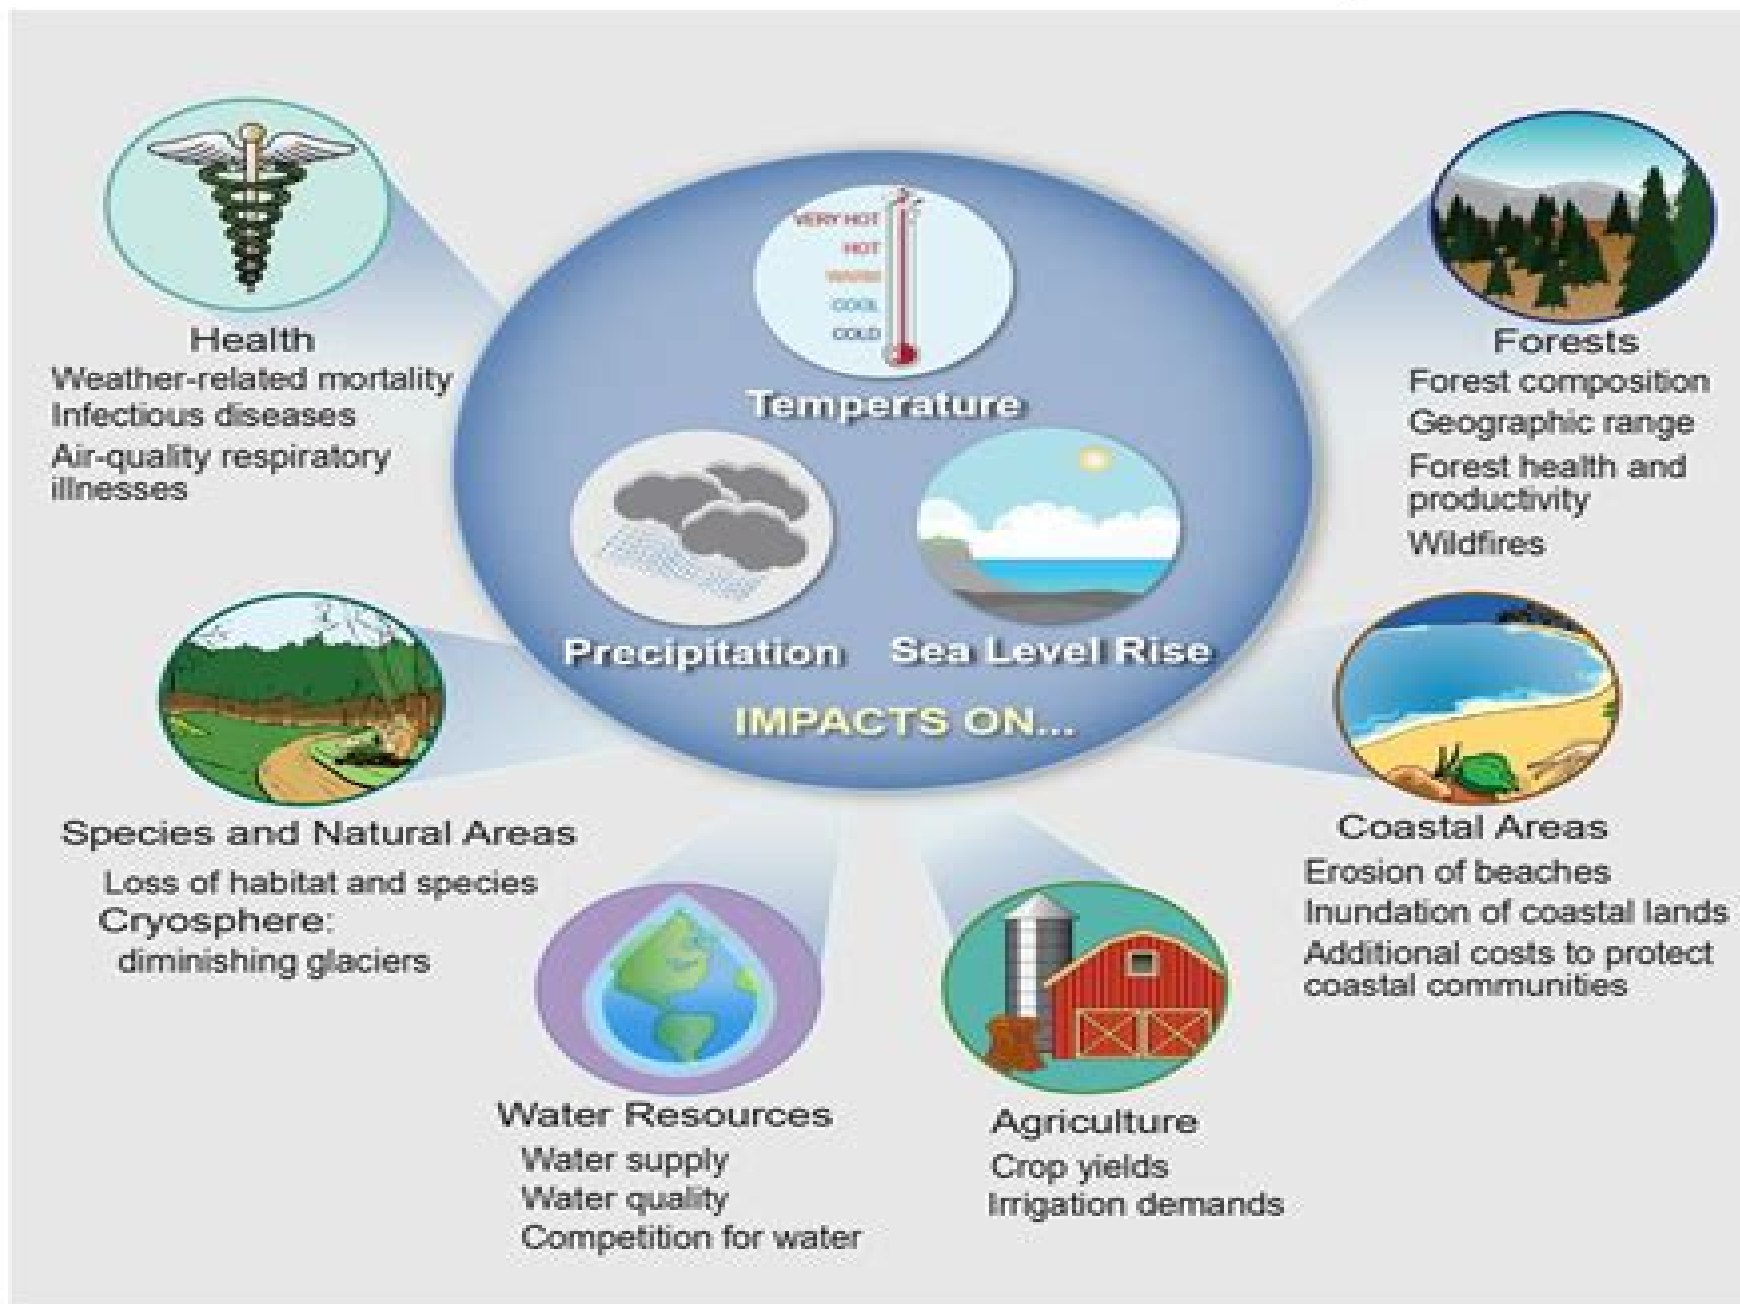 VERY HOT
HOT
WARM
COOL
COLD
Temperature
Precipitation
Sea Level Rise
IMPACTS ON...
Health
Weather-related mortality
Infectious diseases
Air-quality respiratory
illnesses
Species and Natural Areas
Loss of habitat and species
Cryosphere:
diminishing glaciers
Water Resources
Water supply
Water quality
Competition for water
Agriculture
Crop yields
Irrigation demands
Coastal Areas
Erosion of beaches
Inundation of coastal lands
Additional costs to protect
coastal communities
Forests
Forest composition
Geographic range
Forest health and
productivity
Wildfires